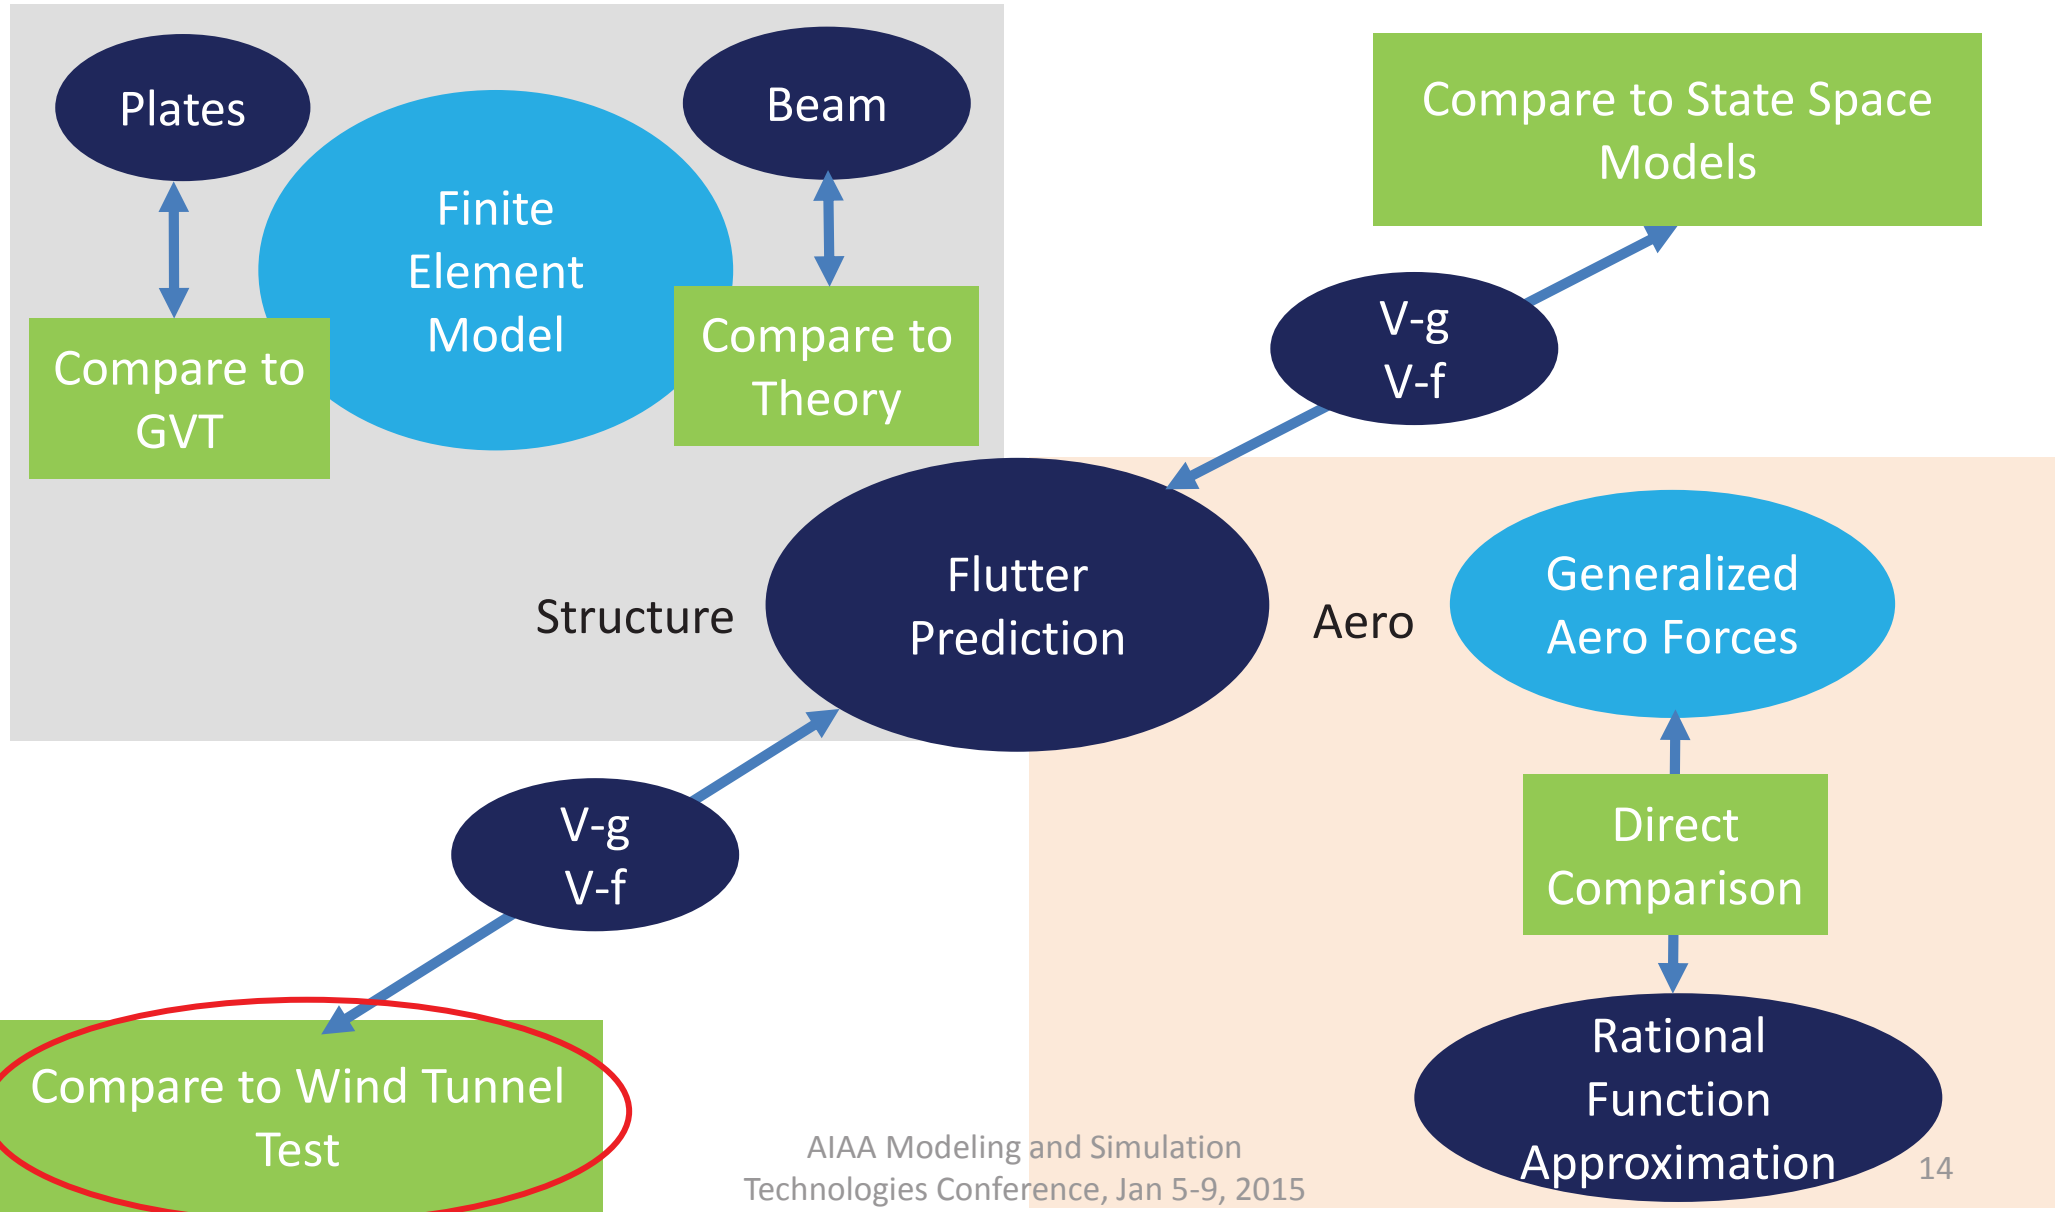 Plates
Beam
Finite
Element
Model
Compare to
GVT
Compare to
Theory
Compare to State Space
Models
V-g
V-f
Structure
Flutter
Prediction
Aero
Generalized
Aero Forces
V-g
V-f
Direct
Comparison
Compare to Wind Tunnel
Test
Rational
Function
Approximation
AIAA Modeling and Simulation
Technologies Conference, Jan 5-9, 2015
14